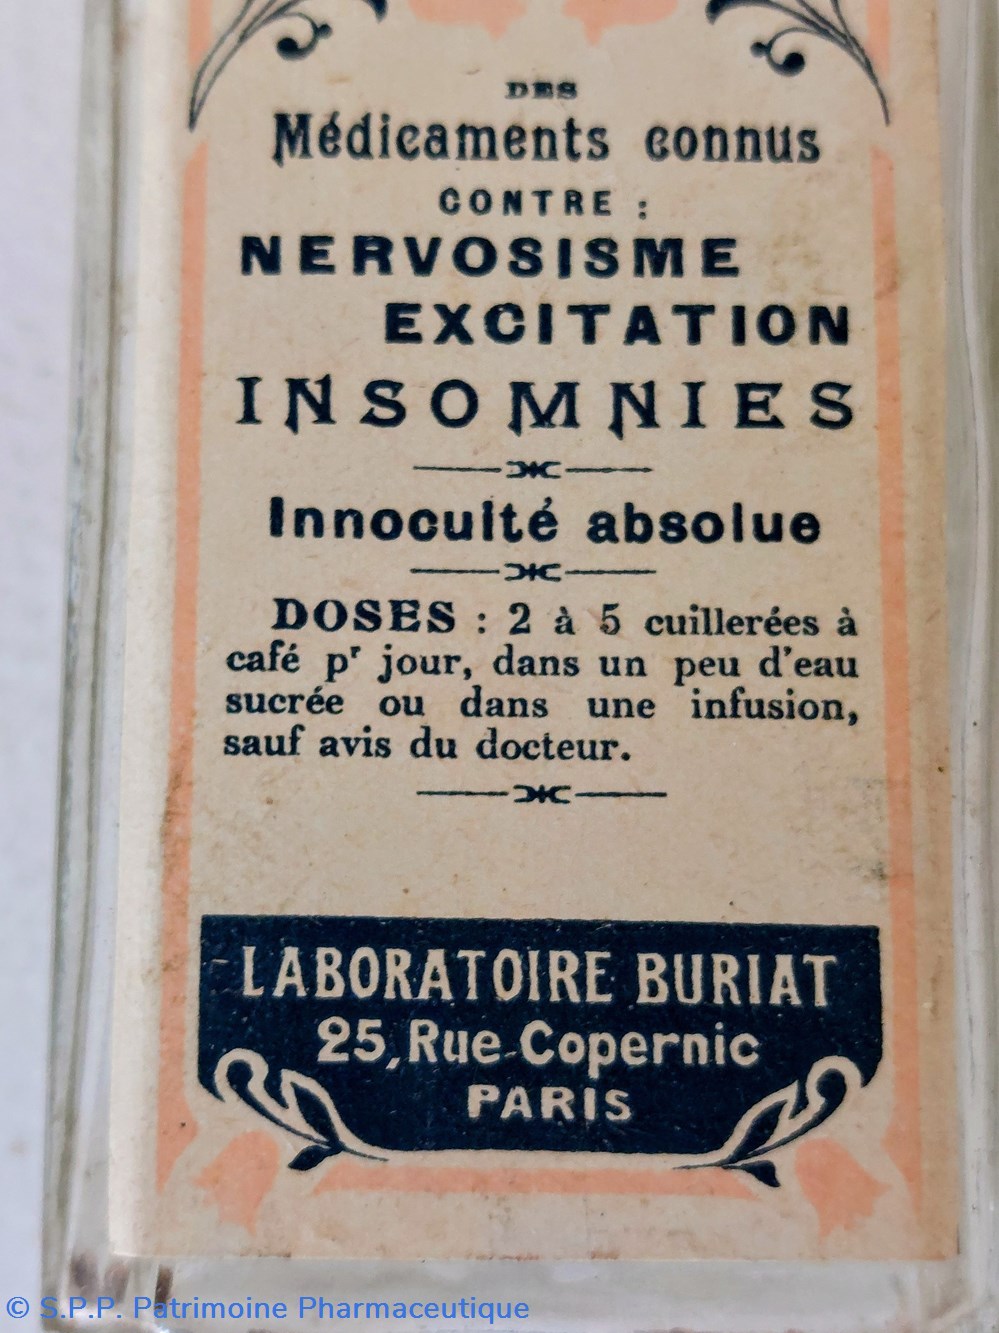 DES
Médicaments connus
CONTRE :
NERVOSISME
EXCITATION
INSOMNIES
Innocuité absolue
DOSES : 2 à 5 cuillerées à
café pr jour, dans un peu d'eau
sucrée ou dans une infusion,
sauf avis du docteur.
LABORATOIRE BURIAT
25, Rue Copernic
PARIS
© S.P.P. Patrimoine Pharmaceutique